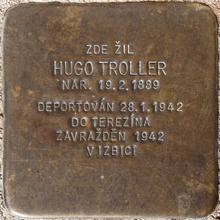 ZDE ŽIL
HUGO TROLLER
NAR. 19.2.1889
DEPORTOVÁN 28.1.1942
DO TEREZÍNA
ZAVRAŽDĚN 1942
V IZBICI